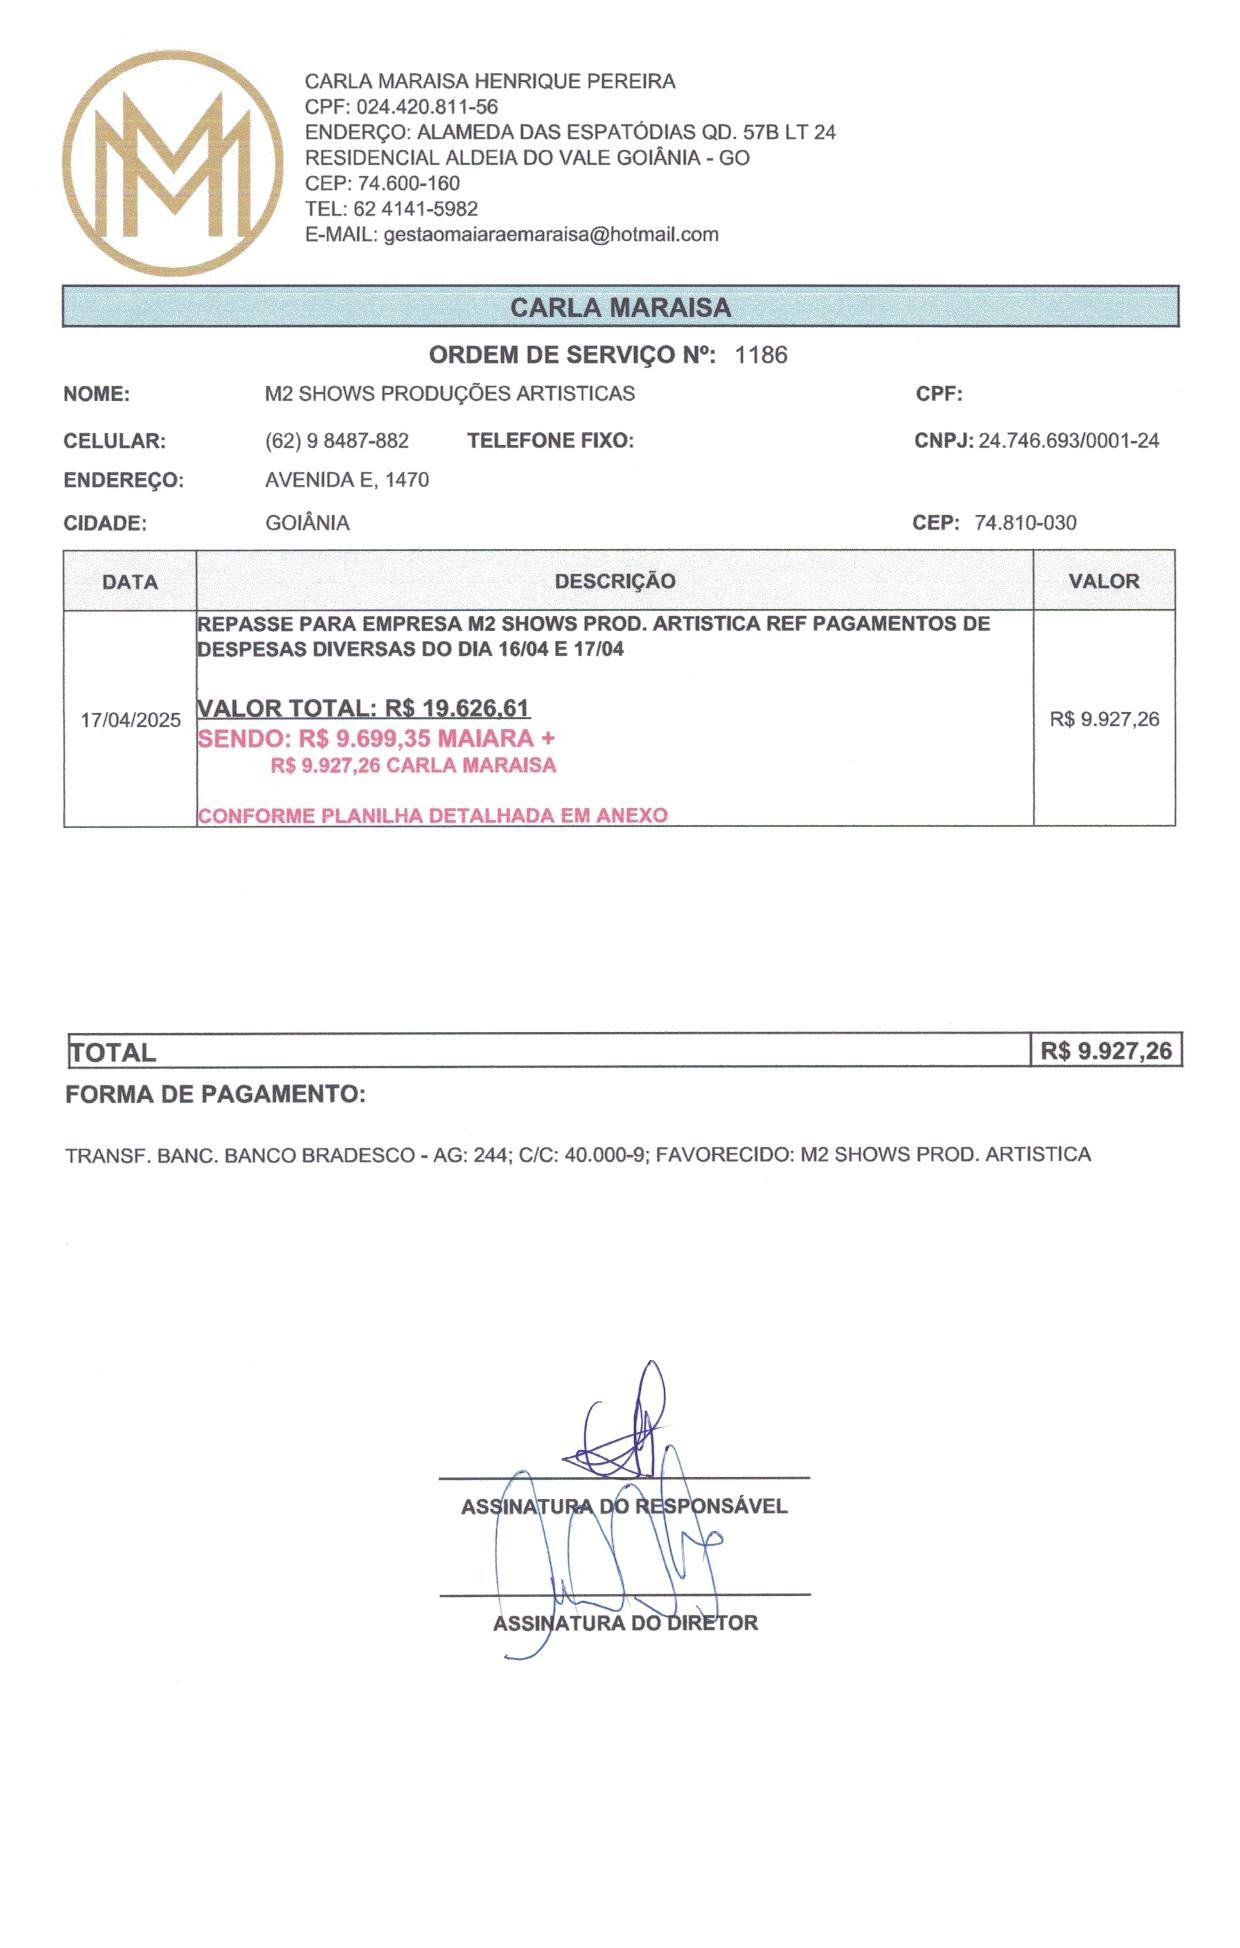 CARLA MARAISA HENRIQUE PEREIRA
CPF: 024.420.811-56
ENDERÇO: ALAMEDA DAS ESPATÓDIAS QD. 57B LT 24
RESIDENCIAL ALDEIA DO VALE GOIÂNIA - GO
CEP: 74.600-160
TEL: 62 4141-5982
E-MAIL: gestaomaiaraemaraisa@hotmail.com
CARLA MARAISA
ORDEM DE SERVIÇO Nº: 1186
NOME: M2 SHOWS PRODUÇÕES ARTISTICAS CPF:
CELULAR: (62) 9 8487-882 TELEFONE FIXO: CNPJ: 24.746.693/0001-24
ENDEREÇO: AVENIDA E, 1470
CIDADE: GOIÂNIA CEP: 74.810-030
DATA DESCRIÇÃO VALOR
REPASSE PARA EMPRESA M2 SHOWS PROD. ARTISTICA REF PAGAMENTOS DE
DESPESAS DIVERSAS DO DIA 16/04 E 17/04
VALOR TOTAL: R$ 19.626,61
17/04/2025 R$ 9.927,26
SENDO: R$ 9.699,35 MAIARA +
R$ 9.927,26 CARLA MARAISA
CONFORME PLANILHA DETALHADA EM ANEXO
TOTAL R$ 9.927,26
FORMA DE PAGAMENTO:
TRANSF. BANC. BANCO BRADESCO - AG: 244; C/C: 40.000-9; FAVORECIDO: M2 SHOWS PROD. ARTISTICA
ASSINATURA DO RESPONSÁVEL
ASSINATURA DO DIRETOR